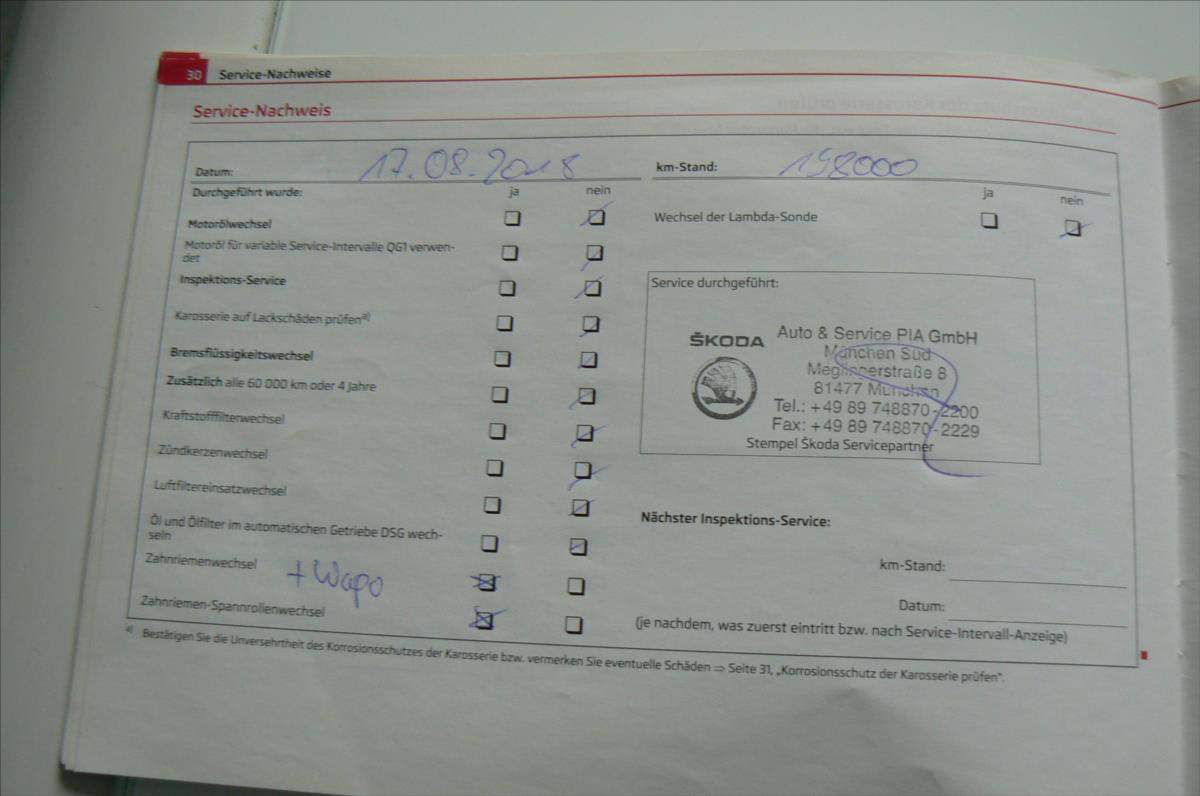 30 Service-Nachweise
Service-Nachweis
Datum: 17.08.2018 km-Stand: 198000
Durchgeführt wurde: ja nein ja nein
Motorölwechsel
Wechsel der Lambda-Sonde
Motoröl für variable Service-Intervalle QG1 verwen-
det
Inspektions-Service
Karosserie auf Lackschäden prüfen a)
Bremsflüssigkeitswechsel
Zusätzlich alle 60 000 km oder 4 Jahre
Kraftstofffilterwechsel
Zündkerzenwechsel
Luftfiltereinsatzwechsel
Öl und Ölfilter im automatischen Getriebe DSG wech-
seln
Zahnriemenwechsel + Wapo
Zahnriemen-Spannrollenwechsel
Service durchgeführt:
ŠKODA
Auto & Service PIA GmbH
München Süd
Meglingerstraße 8
81477 München
Tel.: +49 89 748870-2200
Fax: +49 89 748870-2229
Stempel Škoda Servicepartner
Nächster Inspektions-Service:
km-Stand:
Datum:
(je nachdem, was zuerst eintritt bzw. nach Service-Intervall-Anzeige)
a) Bestätigen Sie die Unversehrtheit des Korrosionsschutzes der Karosserie bzw. vermerken Sie eventuelle Schäden ⇒ Seite 31, „Korrosionsschutz der Karosserie prüfen“.